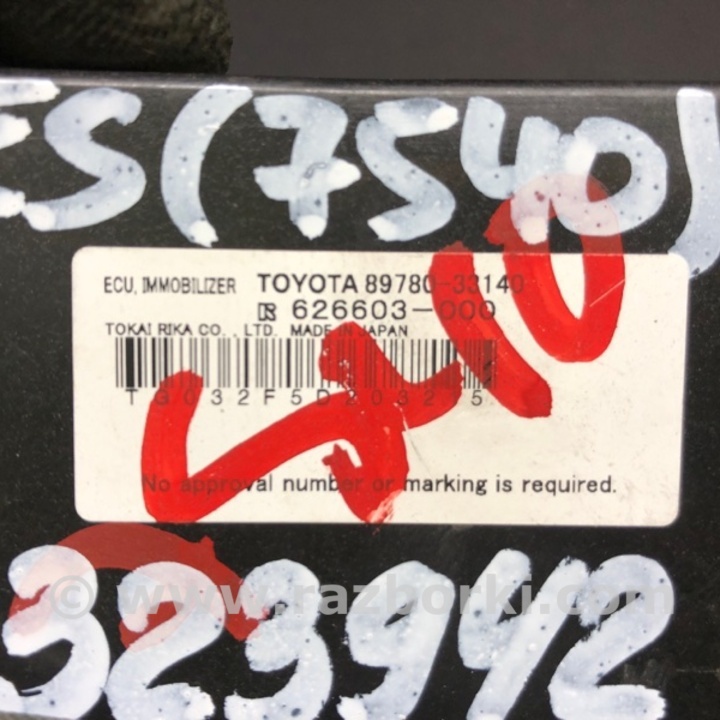 ES(7540)
ECU, IMMOBILIZER TOYOTA 89780-33140
626603-000
TOKAI RIKA CO., LTD. MADE IN JAPAN
No approval number or marking is required.
© www.razborki.com
323942